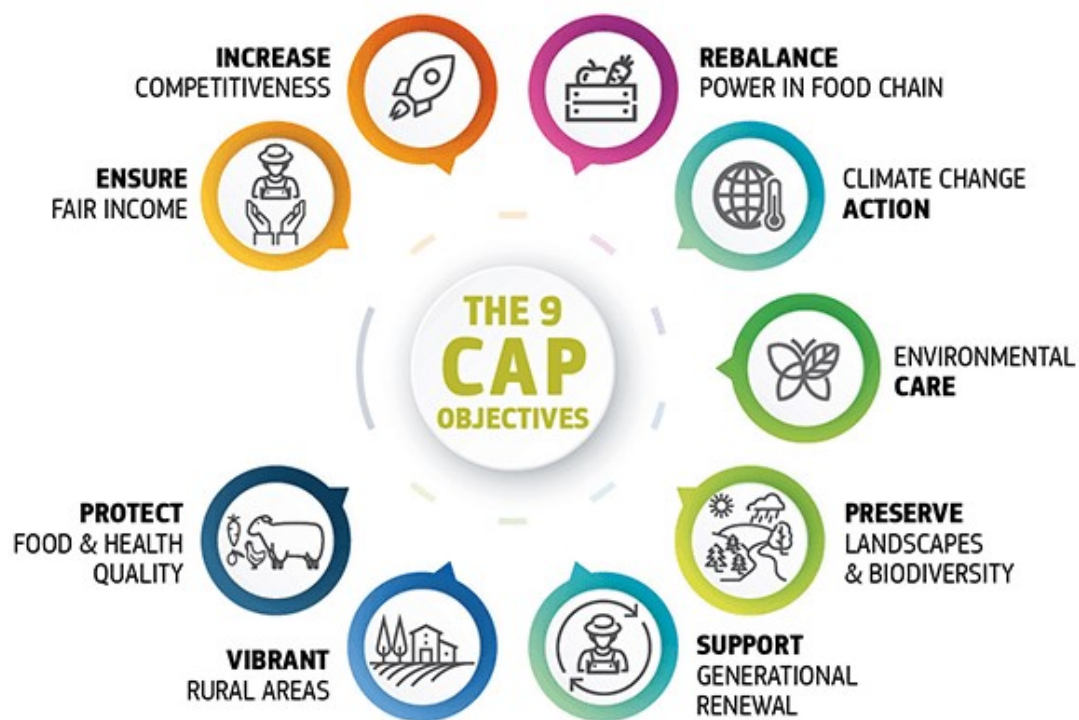 INCREASE
COMPETITIVENESS
REBALANCE
POWER IN FOOD CHAIN
ENSURE
FAIR INCOME
CLIMATE CHANGE
ACTION
THE 9
CAP
OBJECTIVES
ENVIRONMENTAL
CARE
PROTECT
FOOD & HEALTH
QUALITY
PRESERVE
LANDSCAPES
& BIODIVERSITY
VIBRANT
RURAL AREAS
SUPPORT
GENERATIONAL
RENEWAL